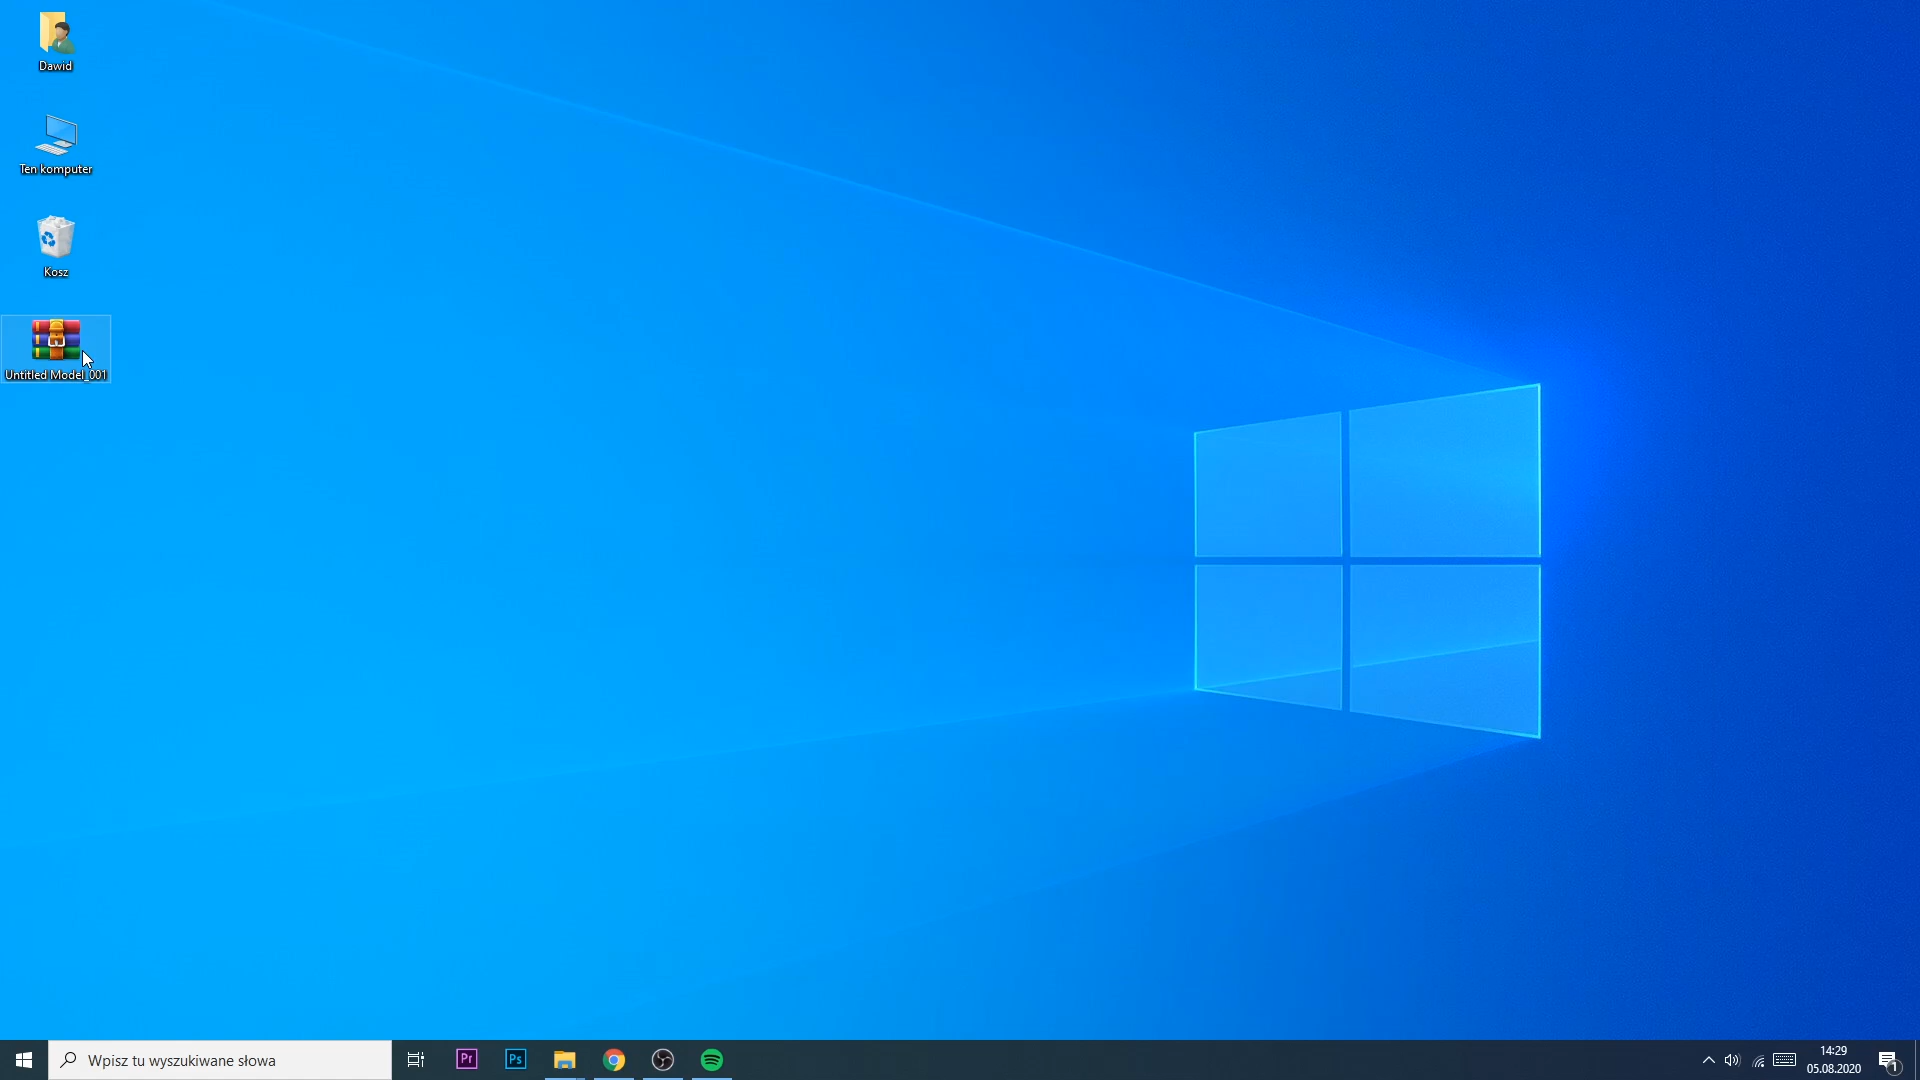 Dawid
Ten komputer
Kosz
Untitled Model_001
Wpisz tu wyszukiwane słowa
Pr
Ps
14:29
05.08.2020
1